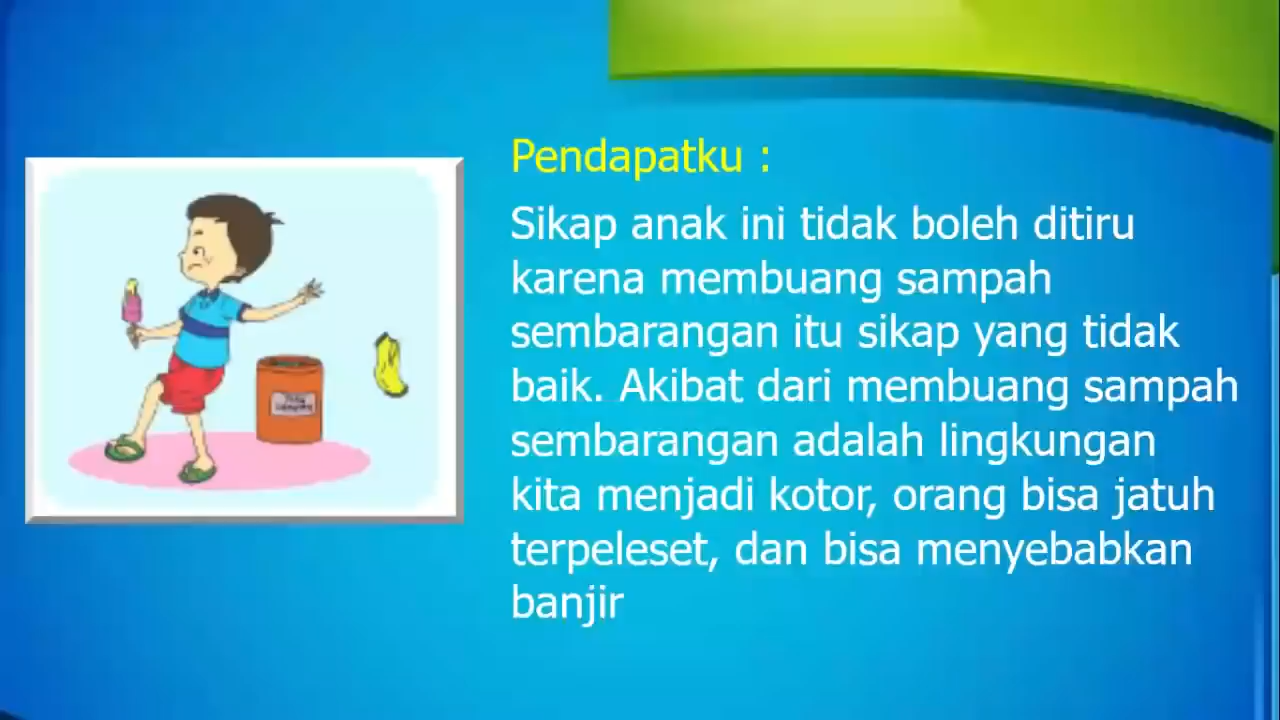 Pendapatku :
Sikap anak ini tidak boleh ditiru
karena membuang sampah
sembarangan itu sikap yang tidak
baik. Akibat dari membuang sampah
sembarangan adalah lingkungan
kita menjadi kotor, orang bisa jatuh
terpeleset, dan bisa menyebabkan
banjir